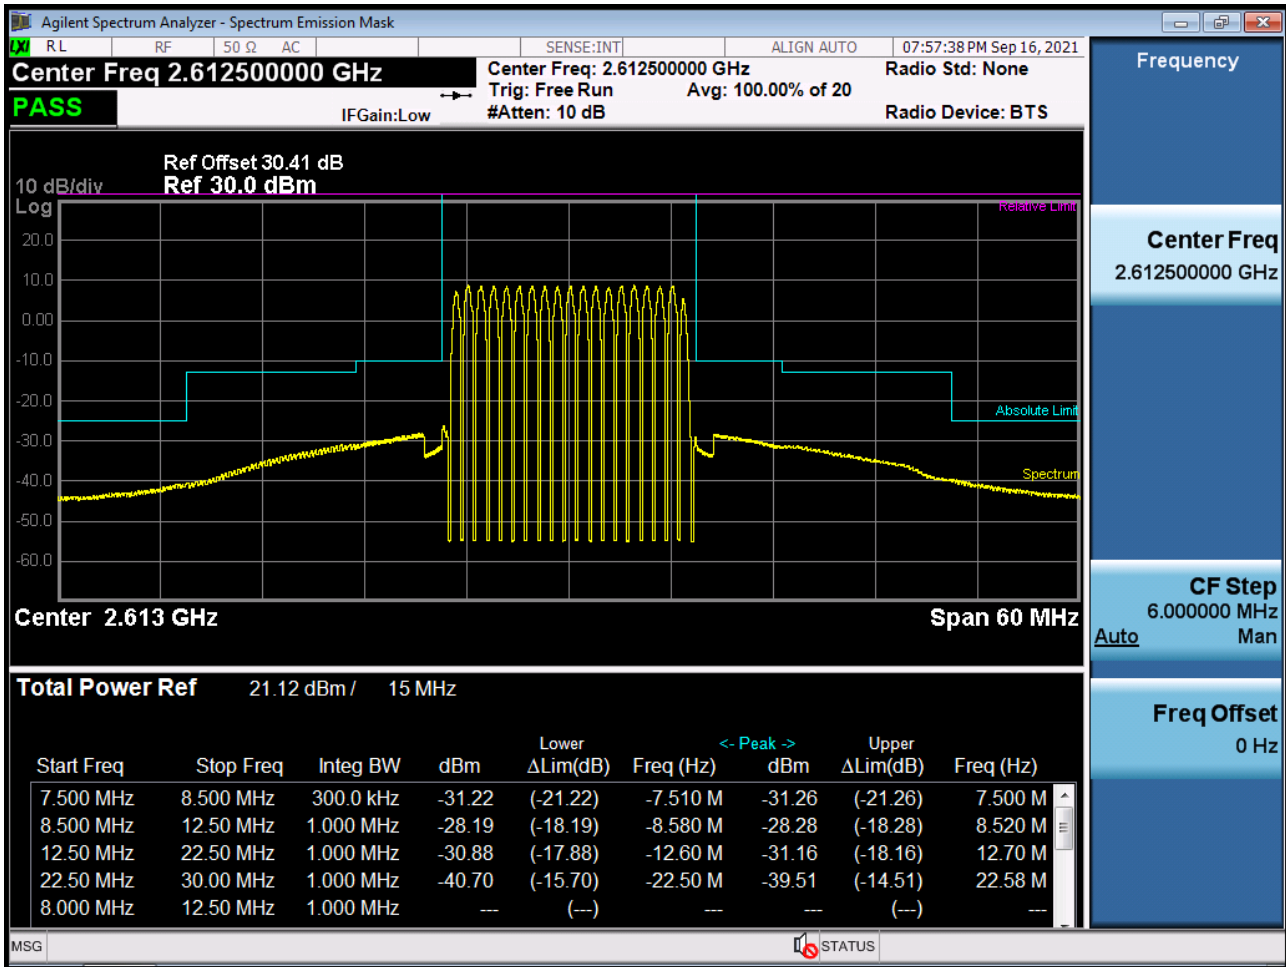 Agilent Spectrum Analyzer - Spectrum Emission Mask
LXI RL RF 50 Ω AC SENSE:INT ALIGN AUTO 07:57:38 PM Sep 16, 2021
Center Freq 2.612500000 GHz Center Freq: 2.612500000 GHz Radio Std: None
Trig: Free Run Avg: 100.00% of 20
PASS IFGain:Low #Atten: 10 dB Radio Device: BTS
Ref Offset 30.41 dB
10 dB/div Ref 30.0 dBm
Log
Relative Limit
20.0
10.0
0.00
-10.0
-20.0
Absolute Limit
-30.0
Spectrum
-40.0
-50.0
-60.0
Center 2.613 GHz Span 60 MHz
Total Power Ref 21.12 dBm / 15 MHz
Lower <- Peak -> Upper
Start Freq Stop Freq Integ BW dBm ΔLim(dB) Freq (Hz) dBm ΔLim(dB) Freq (Hz)
7.500 MHz 8.500 MHz 300.0 kHz -31.22 (-21.22) -7.510 M -31.26 (-21.26) 7.500 M
8.500 MHz 12.50 MHz 1.000 MHz -28.19 (-18.19) -8.580 M -28.28 (-18.28) 8.520 M
12.50 MHz 22.50 MHz 1.000 MHz -30.88 (-17.88) -12.60 M -31.16 (-18.16) 12.70 M
22.50 MHz 30.00 MHz 1.000 MHz -40.70 (-15.70) -22.50 M -39.51 (-14.51) 22.58 M
8.000 MHz 12.50 MHz 1.000 MHz --- (---) --- --- (---) ---
MSG STATUS
Frequency
Center Freq
2.612500000 GHz
CF Step
6.000000 MHz
Auto Man
Freq Offset
0 Hz